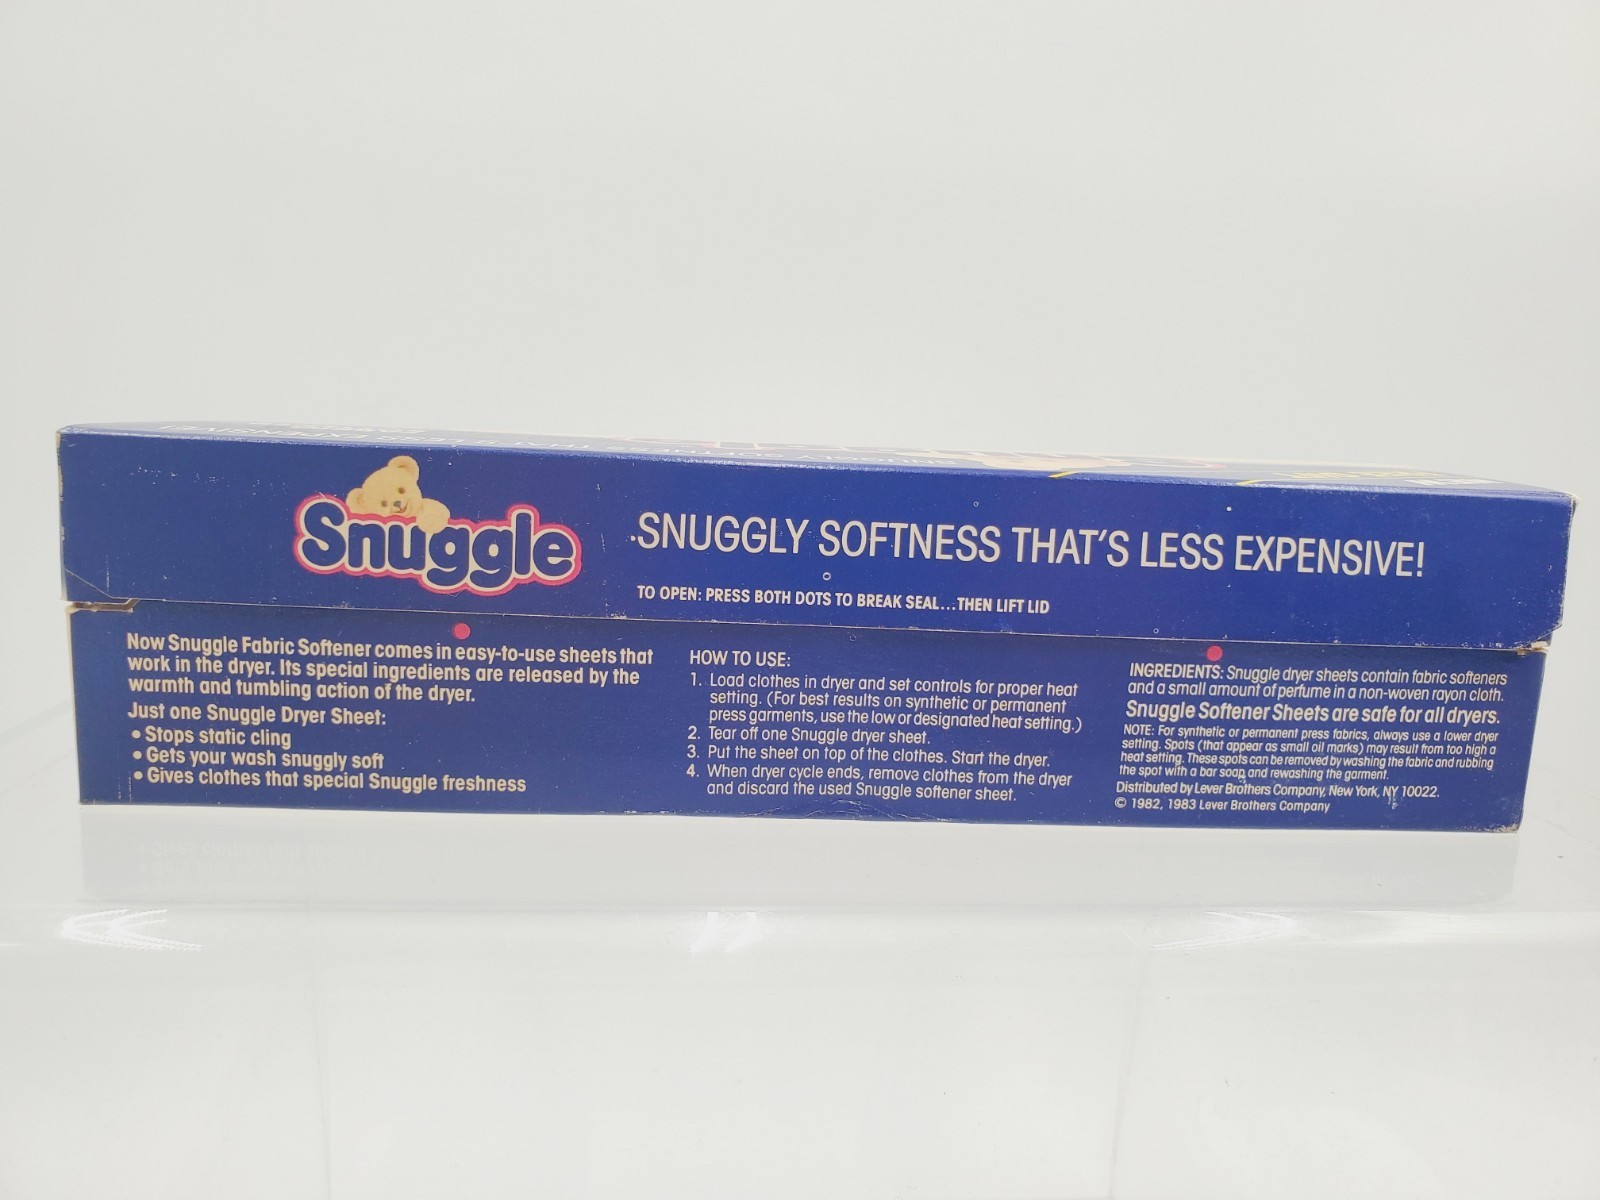 Snuggle
SNUGGLY SOFTNESS THAT'S LESS EXPENSIVE!
TO OPEN: PRESS BOTH DOTS TO BREAK SEAL...THEN LIFT LID
Now Snuggle Fabric Softener comes in easy-to-use sheets that
work in the dryer. Its special ingredients are released by the
warmth and tumbling action of the dryer.
Just one Snuggle Dryer Sheet:
• Stops static cling
• Gets your wash snuggly soft
• Gives clothes that special Snuggle freshness
HOW TO USE:
1. Load clothes in dryer and set controls for proper heat
setting. (For best results on synthetic or permanent
press garments, use the low or designated heat setting.)
2. Tear off one Snuggle dryer sheet.
3. Put the sheet on top of the clothes. Start the dryer.
4. When dryer cycle ends, remove clothes from the dryer
and discard the used Snuggle softener sheet.
INGREDIENTS: Snuggle dryer sheets contain fabric softeners
and a small amount of perfume in a non-woven rayon cloth.
Snuggle Softener Sheets are safe for all dryers.
NOTE: For synthetic or permanent press fabrics, always use a lower dryer
setting. Spots (that appear as small oil marks) may result from too high a
heat setting. These spots can be removed by washing the fabric and rubbing
the spot with a bar soap and rewashing the garment.
Distributed by Lever Brothers Company, New York, NY 10022.
© 1982, 1983 Lever Brothers Company